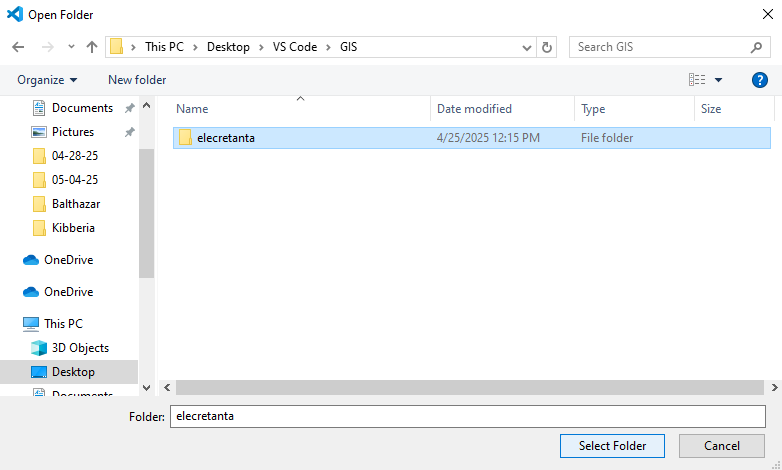 Open Folder
This PC Desktop VS Code GIS Search GIS
Organize New folder ?
Name Date modified Type Size
elecretanta 4/25/2025 12:15 PM File folder
Documents
Pictures
04-28-25
05-04-25
Balthazar
Kibberia
OneDrive
OneDrive
This PC
3D Objects
Desktop
Documents
Folder: elecretanta
Select Folder Cancel